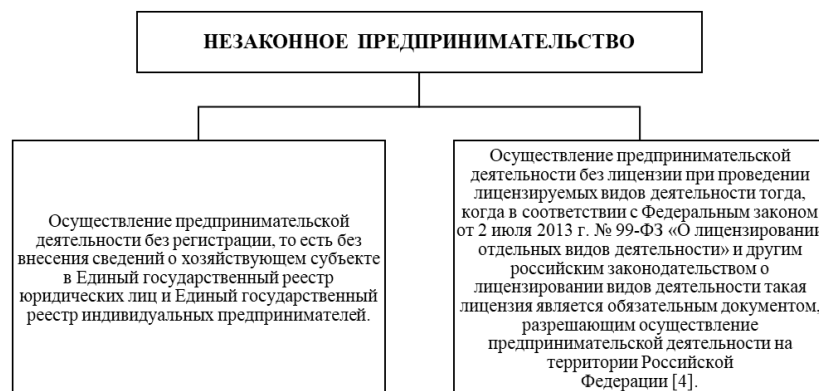 НЕЗАКОННОЕ ПРЕДПРИНИМАТЕЛЬСТВО
Осуществление предпринимательской
деятельности без регистрации, то есть без
внесения сведений о хозяйствующем субъекте
в Единый государственный реестр
юридических лиц и Единый государственный
реестр индивидуальных предпринимателей.
Осуществление предпринимательской
деятельности без лицензии при проведении
лицензируемых видов деятельности тогда,
когда в соответствии с Федеральным законом
от 2 июля 2013 г. № 99-ФЗ «О лицензировании
отдельных видов деятельности» и другим
российским законодательством о
лицензировании видов деятельности такая
лицензия является обязательным документом,
разрешающим осуществление
предпринимательской деятельности на
территории Российской
Федерации [4].